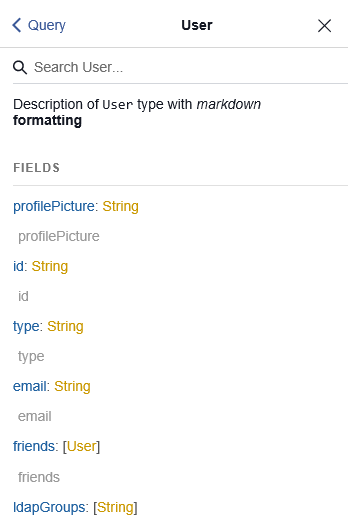 Query
User
Search User...
Description of User type with markdown
formatting
FIELDS
profilePicture: String
profilePicture
id: String
id
type: String
type
email: String
email
friends: [User]
friends
ldapGroups: [String]